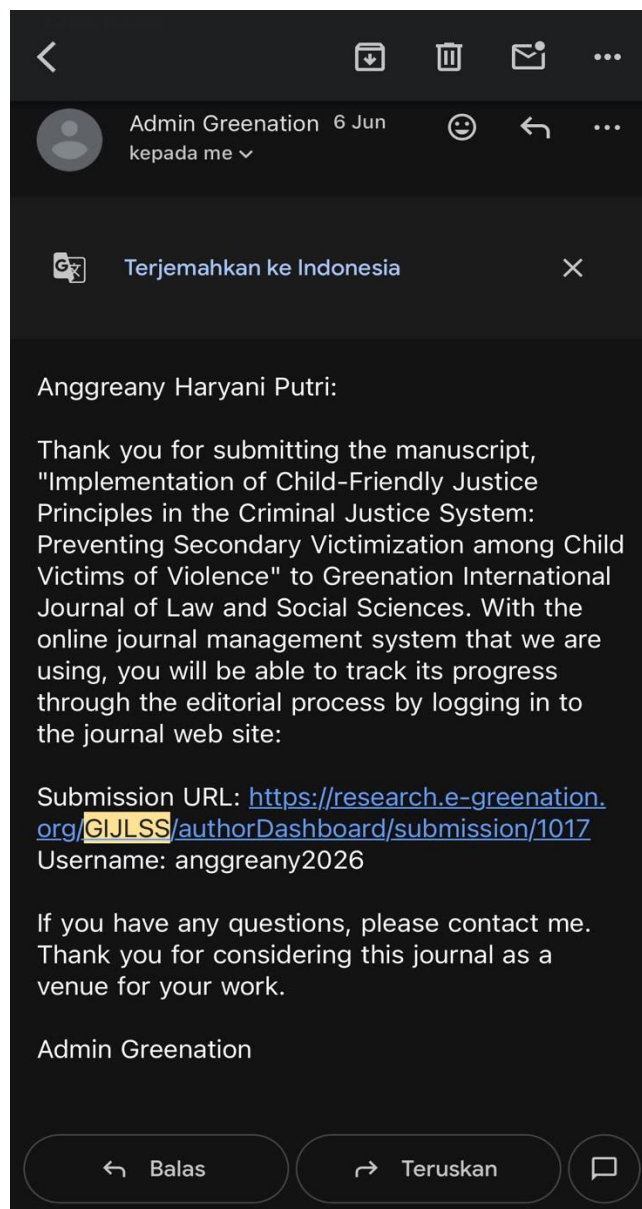 Admin Greenation 6 Jun
kepada me
Terjemahkan ke Indonesia
Anggreany Haryani Putri:
Thank you for submitting the manuscript,
"Implementation of Child-Friendly Justice
Principles in the Criminal Justice System:
Preventing Secondary Victimization among Child
Victims of Violence" to Greenation International
Journal of Law and Social Sciences. With the
online journal management system that we are
using, you will be able to track its progress
through the editorial process by logging in to
the journal web site:
Submission URL: https://research.e-greenation.
org/GIJLSS/authorDashboard/submission/1017
Username: anggreany2026
If you have any questions, please contact me.
Thank you for considering this journal as a
venue for your work.
Admin Greenation
Balas Teruskan